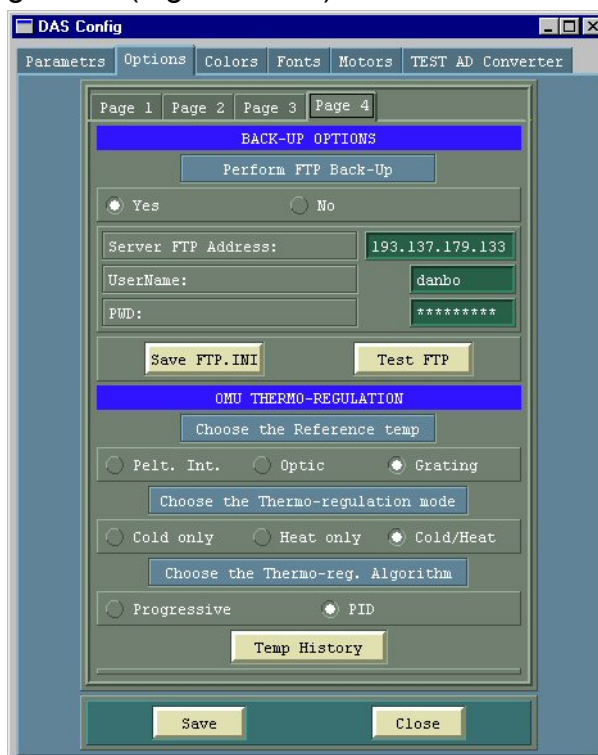 DAS Config
Parametrs Options Colors Fonts Motors TEST AD Converter
Page 1 Page 2 Page 3 Page 4
BACK-UP OPTIONS
Perform FTP Back-Up
Yes No
Server FTP Address: 193.137.179.133
UserName: danbo
PWD: *********
Save FTP.INI Test FTP
OMU THERMO-REGULATION
Choose the Reference temp
Pelt. Int. Optic Grating
Choose the Thermo-regulation mode
Cold only Heat only Cold/Heat
Choose the Thermo-reg. Algorithm
Progressive PID
Temp History
Save Close